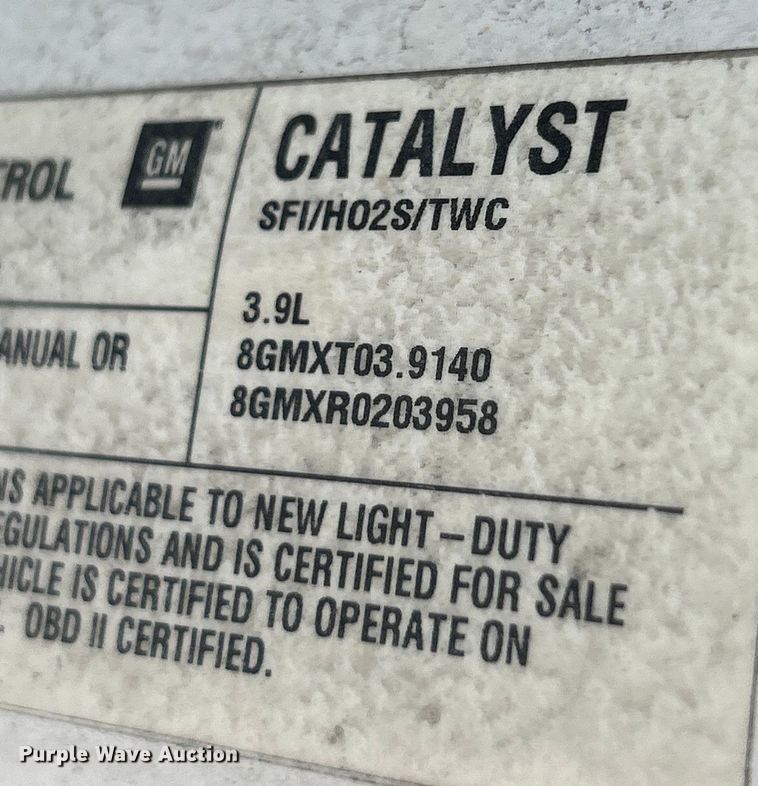 TROL
GM
CATALYST
SFI/HO2S/TWC
3.9L
8GMXT03.9140
8GMXR0203958
ANUAL OR
NS APPLICABLE TO NEW LIGHT – DUTY
EGULATIONS AND IS CERTIFIED FOR SALE
HICLE IS CERTIFIED TO OPERATE ON
OBD II CERTIFIED.
Purple Wave Auction